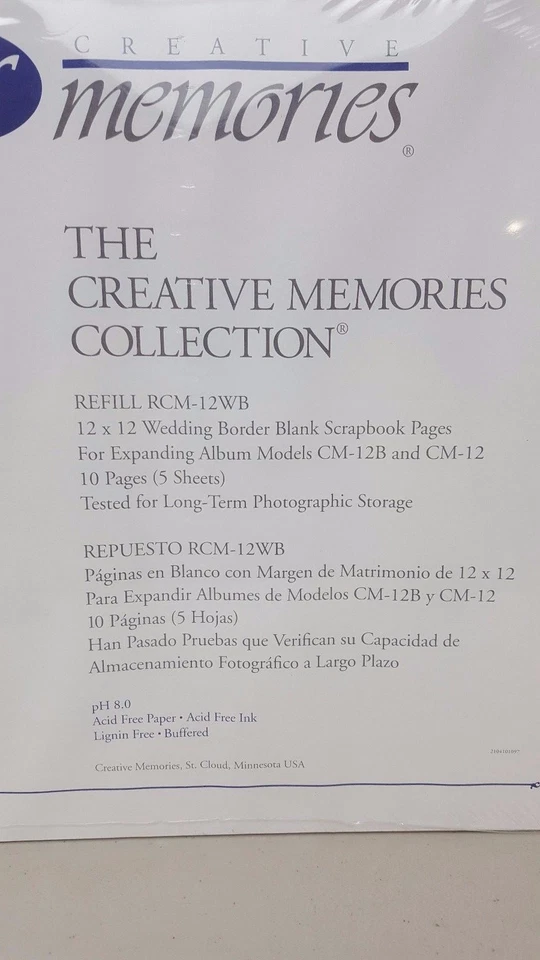 CREATIVE
memories®
THE
CREATIVE MEMORIES
COLLECTION®
REFILL RCM-12WB
12 x 12 Wedding Border Blank Scrapbook Pages
For Expanding Album Models CM-12B and CM-12
10 Pages (5 Sheets)
Tested for Long-Term Photographic Storage
REPUESTO RCM-12WB
Páginas en Blanco con Margen de Matrimonio de 12 x 12
Para Expandir Albumes de Modelos CM-12B y CM-12
10 Páginas (5 Hojas)
Han Pasado Pruebas que Verifican su Capacidad de
Almacenamiento Fotográfico a Largo Plazo
pH 8.0
Acid Free Paper • Acid Free Ink
Lignin Free • Buffered
Creative Memories, St. Cloud, Minnesota USA